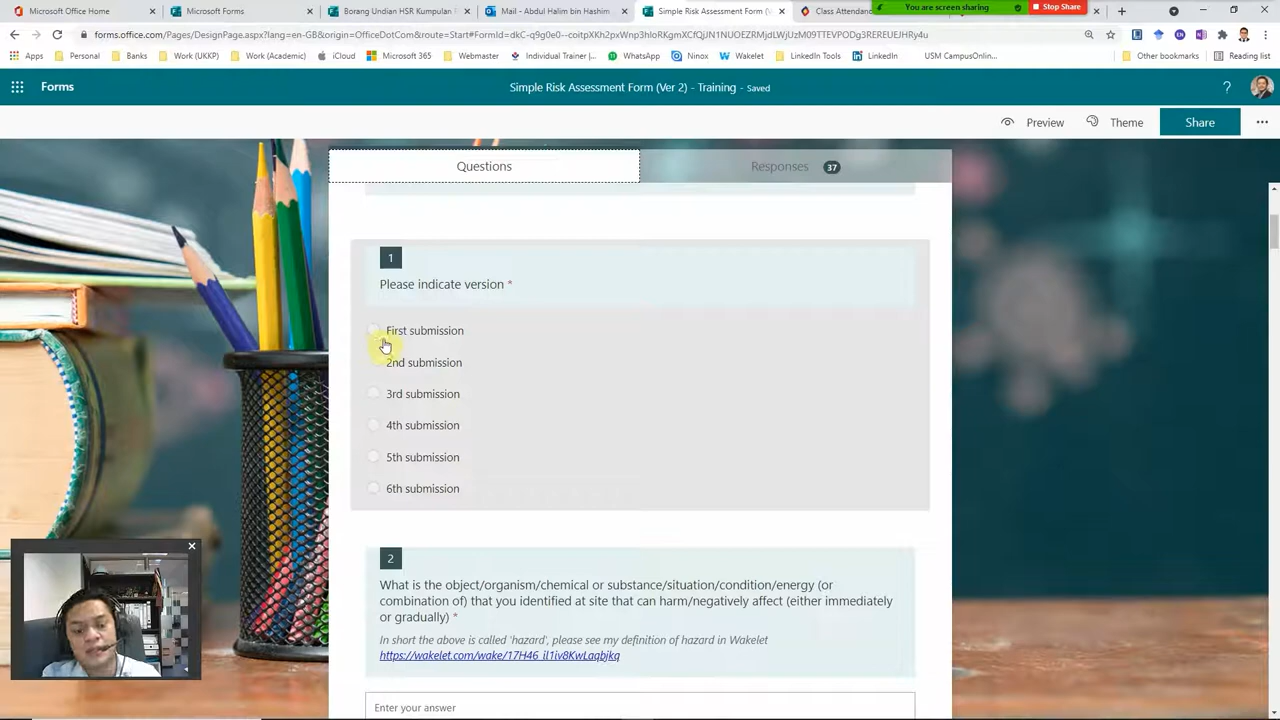 Microsoft Office Home
Microsoft Forms
Borang Undian HSR Kumpulan
Mail - Abdul Halim bin Hashim
Simple Risk Assessment Form (Ve
Class Attendanc
You are screen sharing
Stop Share
forms.office.com/Pages/DesignPage.aspx?lang=en-GB&origin=OfficeDotCom&route=Start#FormId=
Apps
Banks
Work (UKKP)
Work (Academic)
iCloud
Microsoft 365
Webmaster
Individual Trainer |...
WhatsApp
Ninox
Wakelet
LinkedIn Tools
LinkedIn
USM CampusOnlin...
Other bookmarks
Reading list
Forms
Simple Risk Assessment Form (Ver 2) - Training - Saved
?
Preview
Theme
Share
Questions
Responses 37
1
Please indicate version *
First submission
2nd submission
3rd submission
4th submission
5th submission
6th submission
2
What is the object/organism/chemical or substance/situation/condition/energy (or
combination of) that you identified at site that can harm/negatively affect (either immediately
or gradually) *
In short the above is called 'hazard', please see my definition of hazard in Wakelet
https://wakelet.com/wake/17H46_il1iv8KwLaqbjkq
Enter your answer